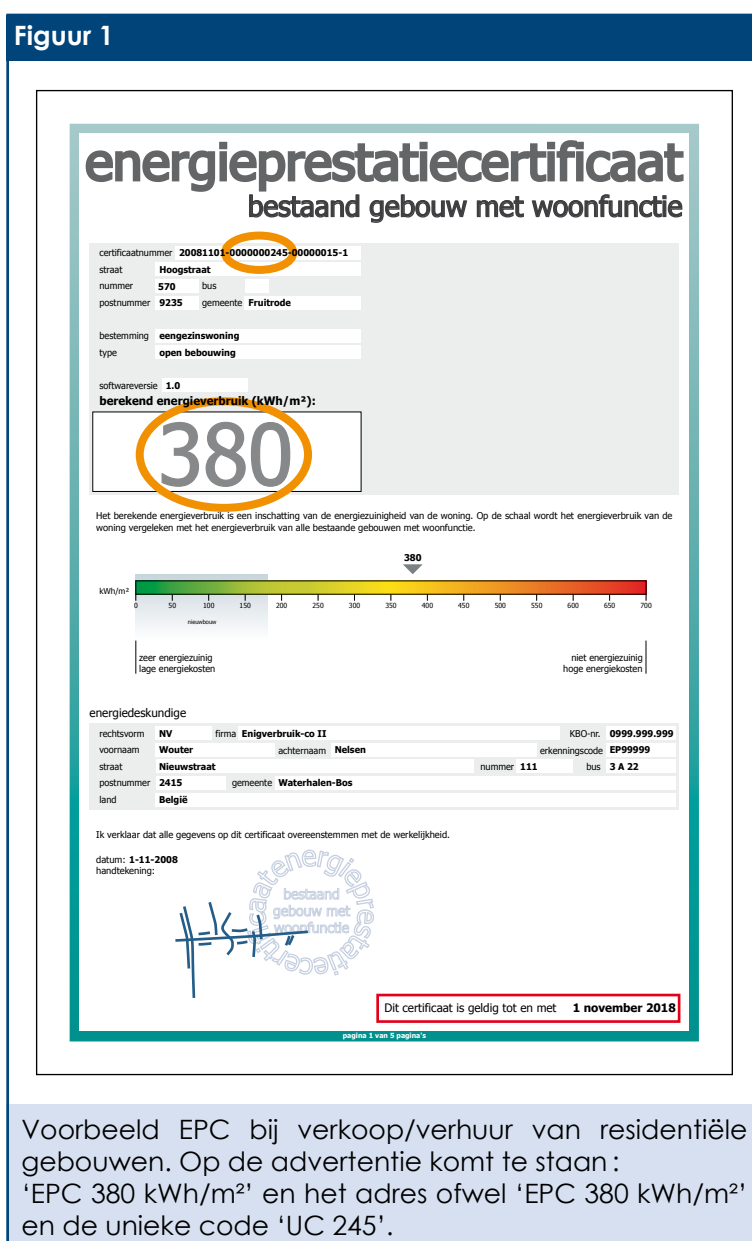 Figuur 1
energieprestatiecertificaat
bestaand gebouw met woonfunctie
certificaatnummer 20081101-0000000245-00000015-1
straat Hoogstraat
nummer 570 bus
postnummer 9235 gemeente Fruitrode
bestemming eengezinswoning
type open bebouwing
softwareversie 1.0
berekend energieverbruik (kWh/m²):
380
Het berekende energieverbruik is een inschatting van de energiezuinigheid van de woning. Op de schaal wordt het energieverbruik van de
woning vergeleken met het energieverbruik van alle bestaande gebouwen met woonfunctie.
380
kWh/m²
0 50 100 150 200 250 300 350 400 450 500 550 600 650 700
nieuwbouw
zeer energiezuinig niet energiezuinig
lage energiekosten hoge energiekosten
energiedeskundige
rechtsvorm NV firma Enigverbruik-co II KBO-nr. 0999.999.999
voornaam Wouter achternaam Nelsen erkenningscode EP99999
straat Nieuwstraat nummer 111 bus 3 A 22
postnummer 2415 gemeente Waterhalen-Bos
land België
Ik verklaar dat alle gegevens op dit certificaat overeenstemmen met de werkelijkheid.
datum: 1-11-2008
handtekening:
energieprestatiecertificaat
bestaand
gebouw met
woonfunctie
Dit certificaat is geldig tot en met 1 november 2018
pagina 1 van 5 pagina's
Voorbeeld EPC bij verkoop/verhuur van residentiële
gebouwen. Op de advertentie komt te staan :
‘EPC 380 kWh/m²’ en het adres ofwel ‘EPC 380 kWh/m²’
en de unieke code ‘UC 245’.